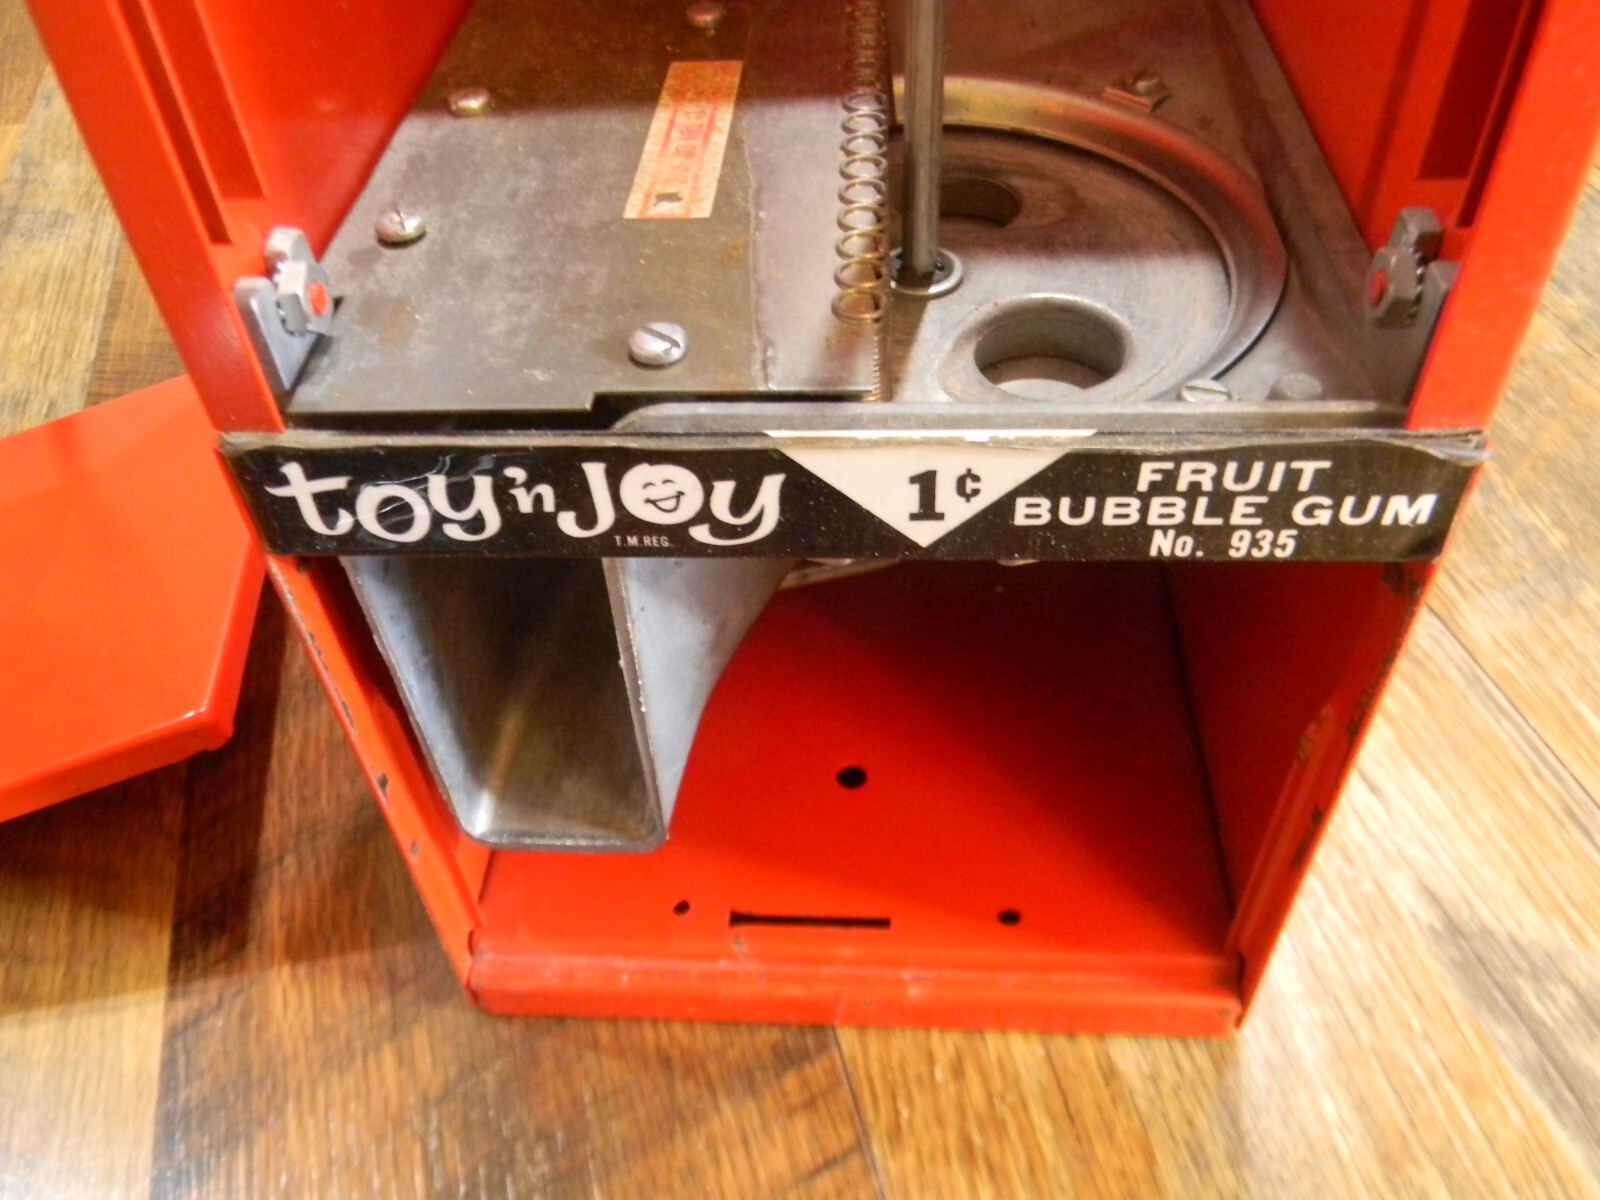 toy 'n Joy
T.M.REG.
1¢
FRUIT
BUBBLE GUM
No. 935